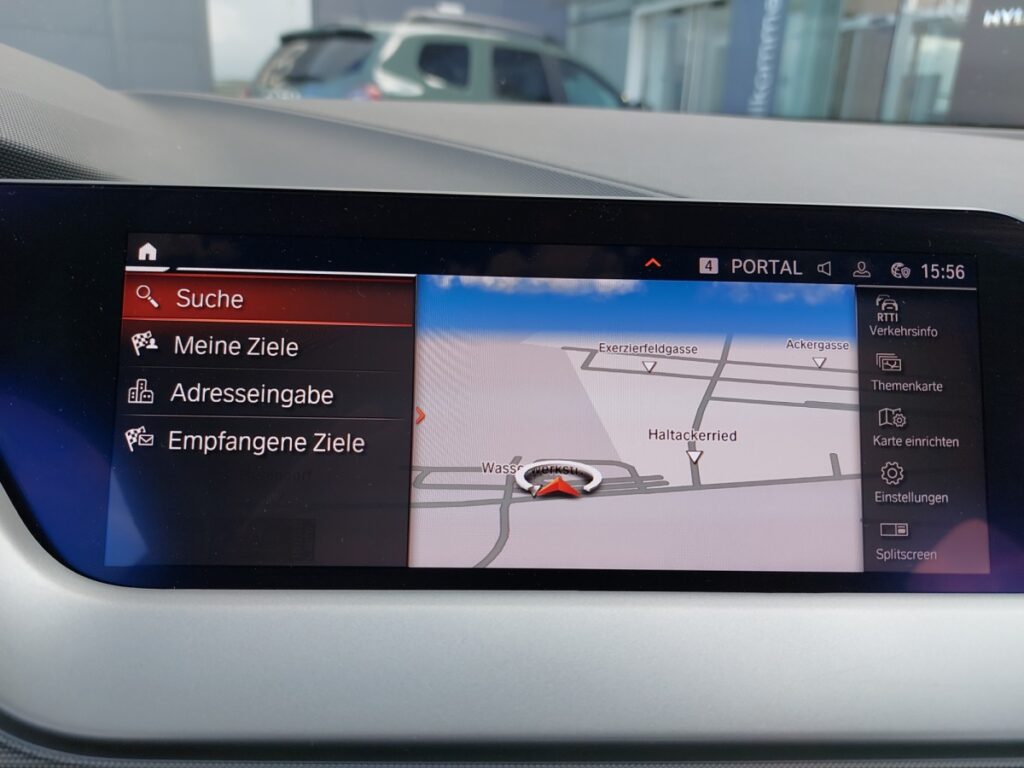 4 PORTAL 15:56
Suche
Meine Ziele
Adresseingabe
Empfangene Ziele
Exerzierfeldgasse
Ackergasse
Haltackerried
RTTI
Verkehrsinfo
Themenkarte
Karte einrichten
Einstellungen
Splitscreen